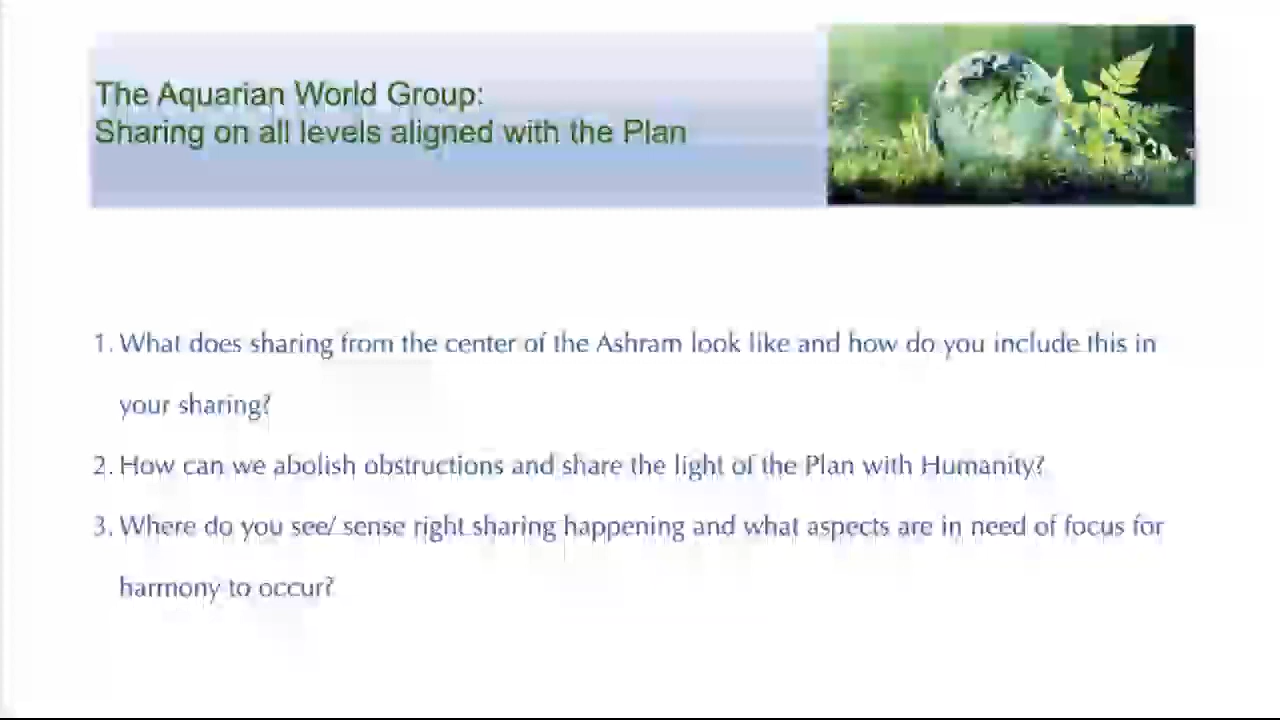 The Aquarian World Group:
Sharing on all levels aligned with the Plan
1. What does sharing from the center of the Ashram look like and how do you include this in
your sharing?
2. How can we abolish obstructions and share the light of the Plan with Humanity?
3. Where do you see/ sense right sharing happening and what aspects are in need of focus for
harmony to occur?